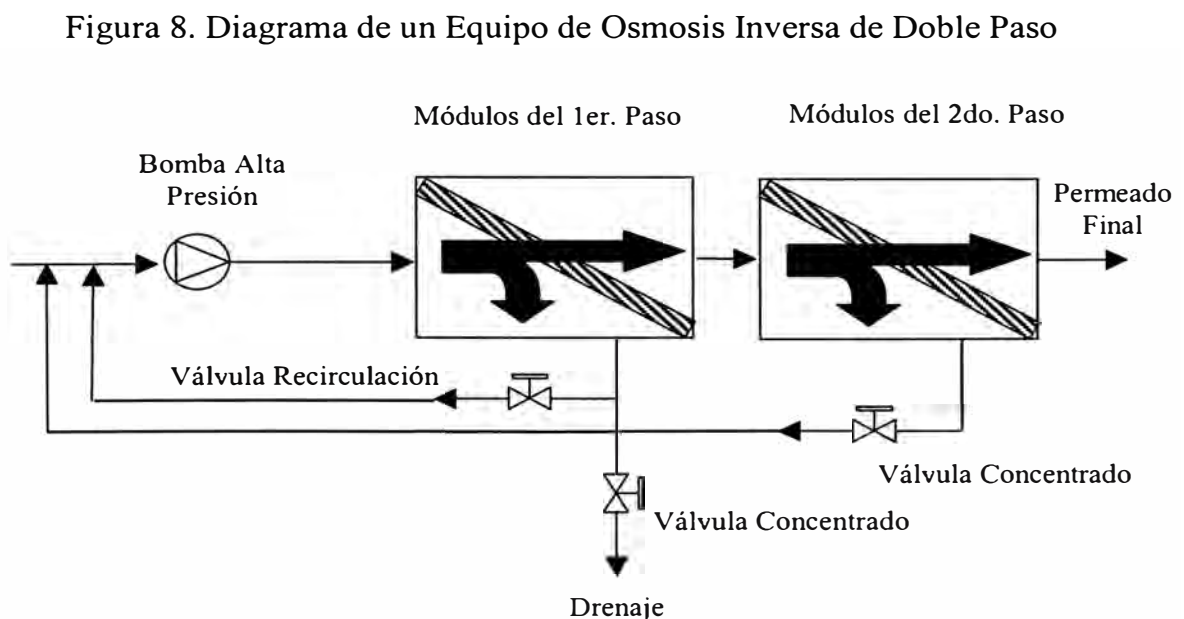 Figura 8. Diagrama de un Equipo de Osmosis Inversa de Doble Paso
Módulos del 1er. Paso
Módulos del 2do. Paso
Bomba Alta
Presión
Permeado
Final
Válvula Recirculación
Válvula Concentrado
Válvula Concentrado
Drenaje